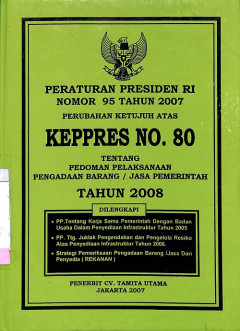 PERATURAN PRESIDEN RI
NOMOR 95 TAHUN 2007
PERUBAHAN KETUJUH ATAS
KEPPRES NO. 80
TENTANG
PEDOMAN PELAKSANAAN
PENGADAAN BARANG / JASA PEMERINTAH
TAHUN 2008
DILENGKAPI
• PP.Tentang Kerja Sama Pemerintah Dengan Badan
Usaha Dalam Penyediaan Infrastruktur Tahun 2005
• PP. Ttg. Juklak Pengendalian dan Pengelola Resiko
Atas Penyediaan Infrastruktur Tahun 2006.
• Strategi Pemeriksaan Pengadaan Barang /Jasa Dari
Penyedia ( REKANAN )
PENERBIT CV. TAMITA UTAMA
JAKARTA 2007